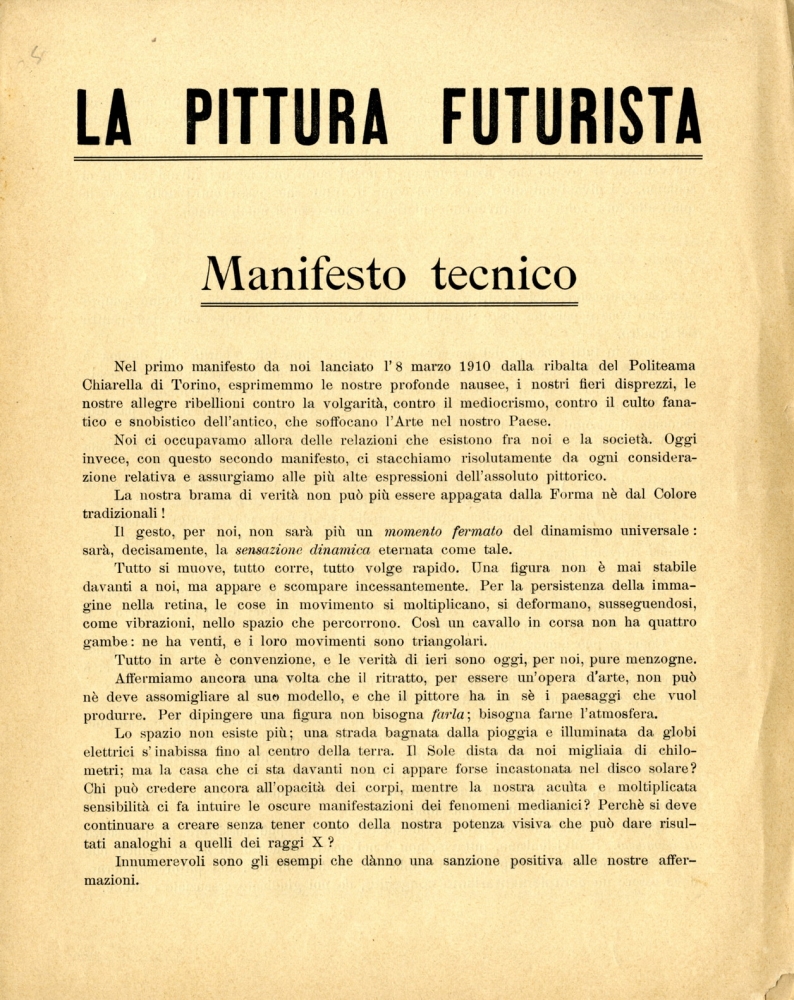 LA PITTURA FUTURISTA
Manifesto tecnico
Nel primo manifesto da noi lanciato l' 8 marzo 1910 dalla ribalta del Politeama
Chiarella di Torino, esprimemmo le nostre profonde nausee, i nostri fieri disprezzi, le
nostre allegre ribellioni contro la volgarità, contro il mediocrismo, contro il culto fana-
tico e snobistico dell'antico, che soffocano l'Arte nel nostro Paese.
Noi ci occupavamo allora delle relazioni che esistono fra noi e la società. Oggi
invece, con questo secondo manifesto, ci stacchiamo risolutamente da ogni considera-
zione relativa e assurgiamo alle più alte espressioni dell'assoluto pittorico.
La nostra brama di verità non può più essere appagata dalla Forma nè dal Colore
tradizionali !
Il gesto, per noi, non sarà più un momento fermato del dinamismo universale :
sarà, decisamente, la sensazione dinamica eternata come tale.
Tutto si muove, tutto corre, tutto volge rapido. Una figura non è mai stabile
davanti a noi, ma appare e scompare incessantemente. Per la persistenza della imma-
gine nella retina, le cose in movimento si moltiplicano, si deformano, susseguendosi,
come vibrazioni, nello spazio che percorrono. Così un cavallo in corsa non ha quattro
gambe : ne ha venti, e i loro movimenti sono triangolari.
Tutto in arte è convenzione, e le verità di ieri sono oggi, per noi, pure menzogne.
Affermiamo ancora una volta che il ritratto, per essere un'opera d'arte, non può
nè deve assomigliare al suo modello, e che il pittore ha in sè i paesaggi che vuol
produrre. Per dipingere una figura non bisogna farla ; bisogna farne l'atmosfera.
Lo spazio non esiste più ; una strada bagnata dalla pioggia e illuminata da globi
elettrici s' inabissa fino al centro della terra. Il Sole dista da noi migliaia di chilo-
metri ; ma la casa che ci sta davanti non ci appare forse incastonata nel disco solare ?
Chi può credere ancora all'opacità dei corpi, mentre la nostra acuìta e moltiplicata
sensibilità ci fa intuire le oscure manifestazioni dei fenomeni medianici ? Perchè si deve
continuare a creare senza tener conto della nostra potenza visiva che può dare risul-
tati analoghi a quelli dei raggi X ?
Innumerevoli sono gli esempi che dànno una sanzione positiva alle nostre affer-
mazioni.